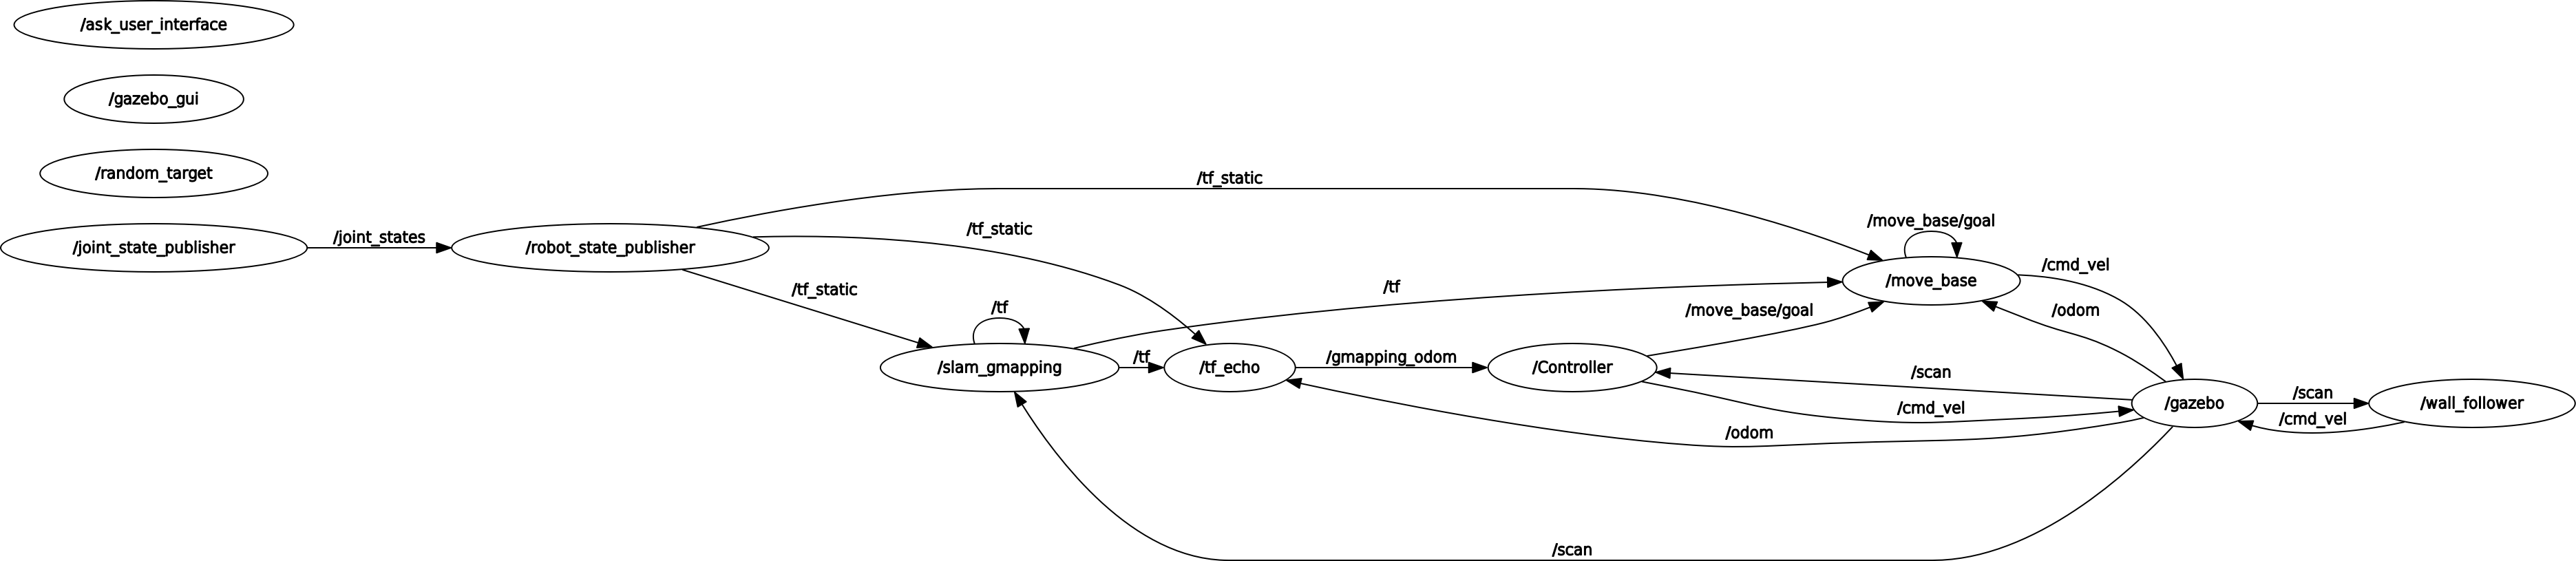 /ask_user_interface
/gazebo_gui
/random_target
/tf_static
/move_base/goal
/tf_static
/joint_state_publisher
/joint_states
/robot_state_publisher
/cmd_vel
/move_base
/tf_static
/tf
/tf
/move_base/goal
/odom
/slam_gmapping
/tf
/tf_echo
/gmapping_odom
/Controller
/scan
/cmd_vel
/gazebo
/scan
/wall_follower
/cmd_vel
/odom
/scan